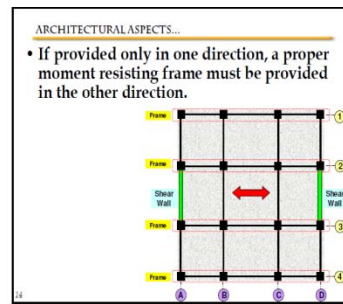 ARCHITECTURAL ASPECTS...
• If provided only in one direction, a proper
moment resisting frame must be provided
in the other direction.
Frame
1
Frame
2
Shear
Wall
Shear
Wall
Frame
3
Frame
4
A
B
C
D
14